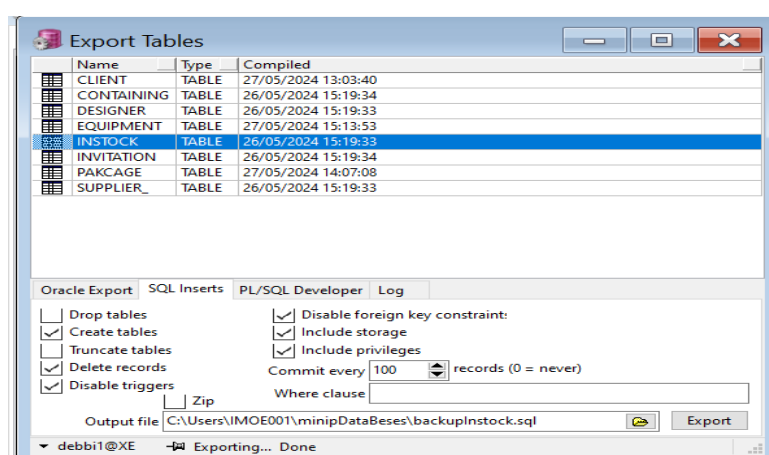 Export Tables
Name Type Compiled
CLIENT TABLE 27/05/2024 13:03:40
CONTAINING TABLE 26/05/2024 15:19:34
DESIGNER TABLE 26/05/2024 15:19:33
EQUIPMENT TABLE 27/05/2024 15:13:53
INSTOCK TABLE 26/05/2024 15:19:33
INVITATION TABLE 26/05/2024 15:19:34
PAKCAGE TABLE 27/05/2024 14:07:08
SUPPLIER_ TABLE 26/05/2024 15:19:33
Oracle Export SQL Inserts PL/SQL Developer Log
Drop tables Disable foreign key constraint:
Create tables Include storage
Truncate tables Include privileges
Delete records Commit every 100 records (0 = never)
Disable triggers
Zip Where clause
Output file C:\Users\IMOE001\minipDataBeses\backupInstock.sql Export
debbi1@XE Exporting... Done